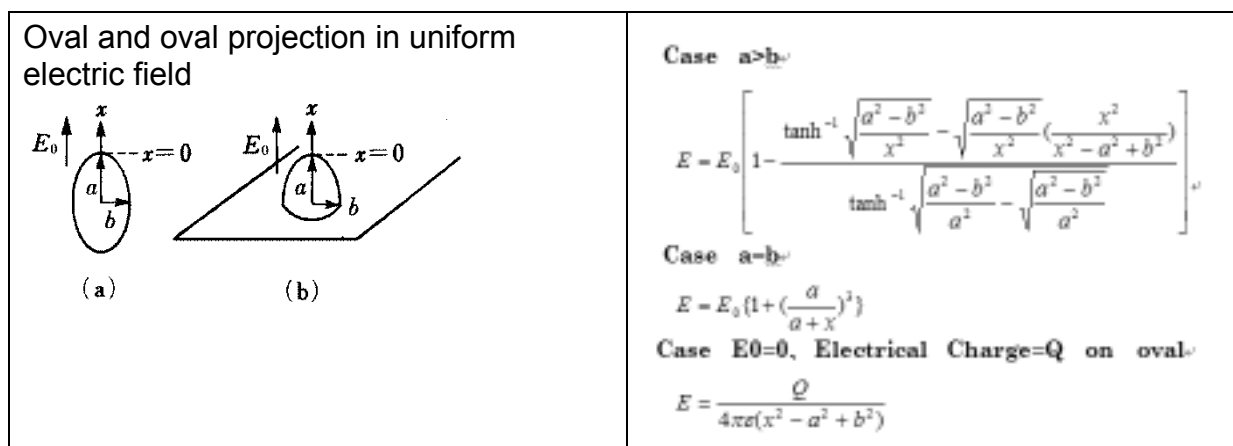 Oval and oval projection in uniform
electric field
x
E₀
x=0
a
b
(a)
x
E₀
x=0
a
b
(b)
Case a>b↵
E = E₀[1 - (tanh⁻¹ √((a² - b²)/x²) - √((a² - b²)/x²) (x²/(x² - a² + b²))) / (tanh⁻¹ √((a² - b²)/a²) - √((a² - b²)/a²))]↵
Case a=b↵
E = E₀{1+(a/(a+x))³}
Case E0=0、Electrical Charge=Q on oval↵
E = Q/(4πε(x² - a² + b²))